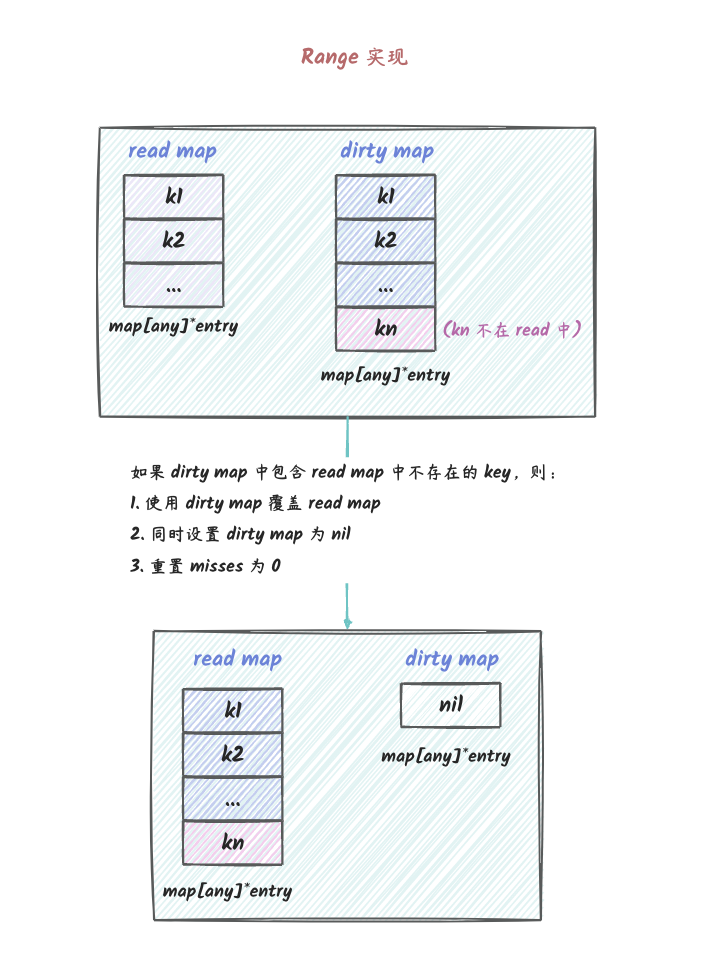 Range 实现
read map
dirty map
k1
k2
...
map[any]*entry
k1
k2
...
kn
(kn 不在 read 中)
map[any]*entry
如果 dirty map 中包含 read map 中不存在的 key，则：
1. 使用 dirty map 覆盖 read map
2. 同时设置 dirty map 为 nil
3. 重置 misses 为 0
read map
dirty map
k1
k2
...
kn
map[any]*entry
nil
map[any]*entry